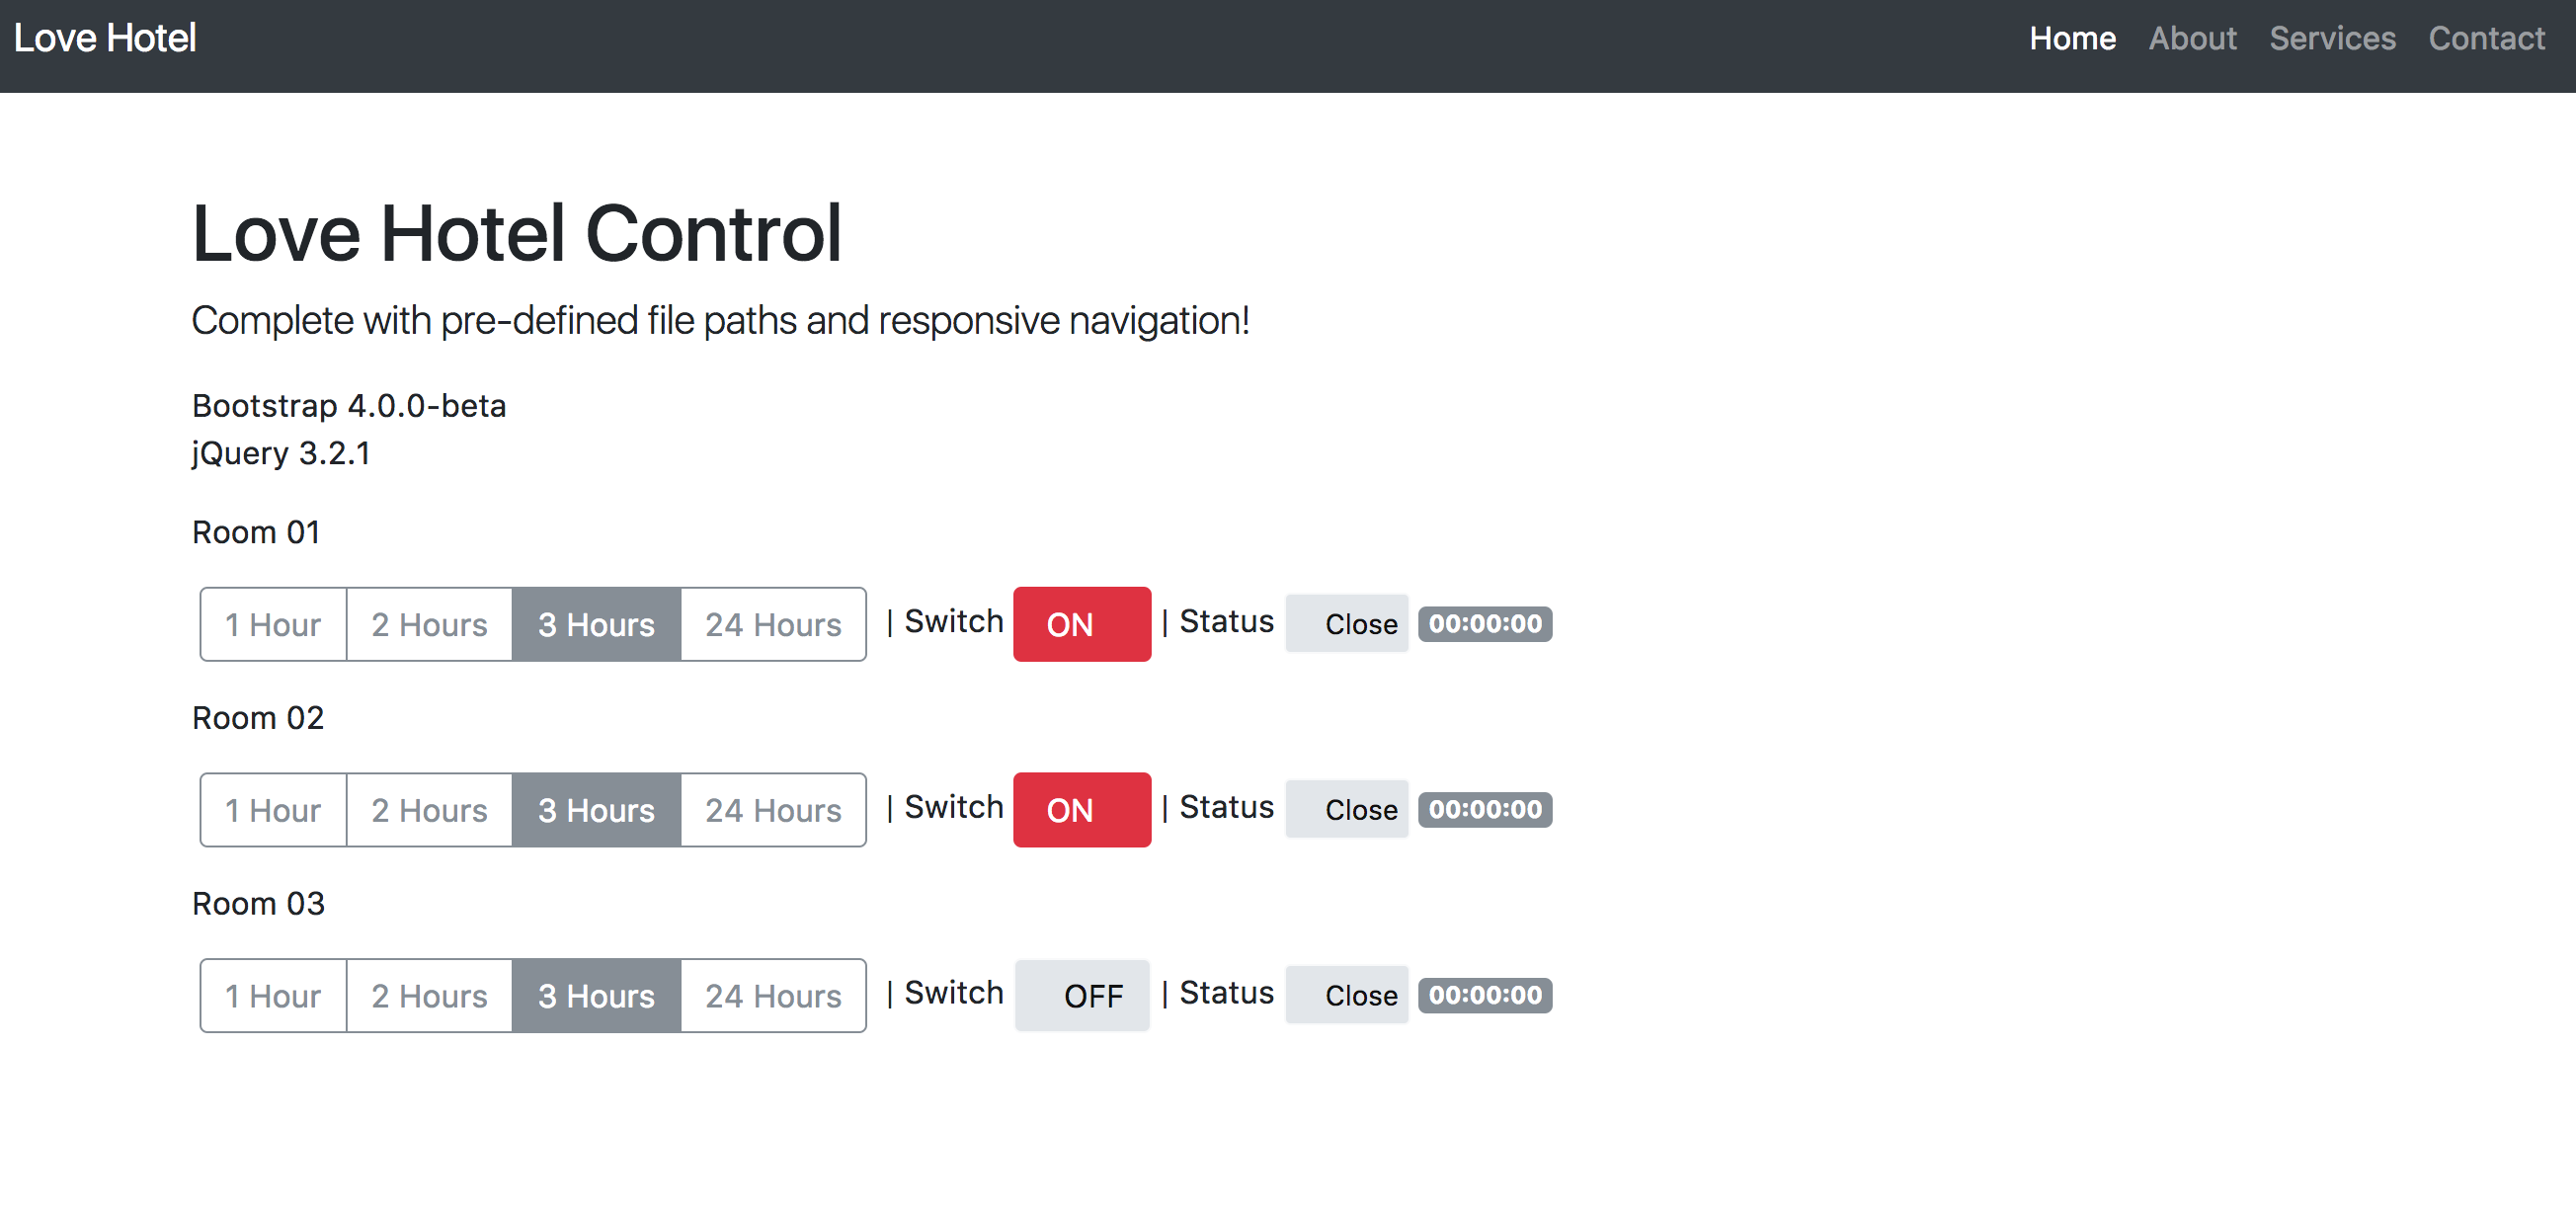 Love Hotel Home About Services Contact
Love Hotel Control
Complete with pre-defined file paths and responsive navigation!
Bootstrap 4.0.0-beta
jQuery 3.2.1
Room 01
1 Hour 2 Hours 3 Hours 24 Hours | Switch ON | Status Close 00:00:00
Room 02
1 Hour 2 Hours 3 Hours 24 Hours | Switch ON | Status Close 00:00:00
Room 03
1 Hour 2 Hours 3 Hours 24 Hours | Switch OFF | Status Close 00:00:00